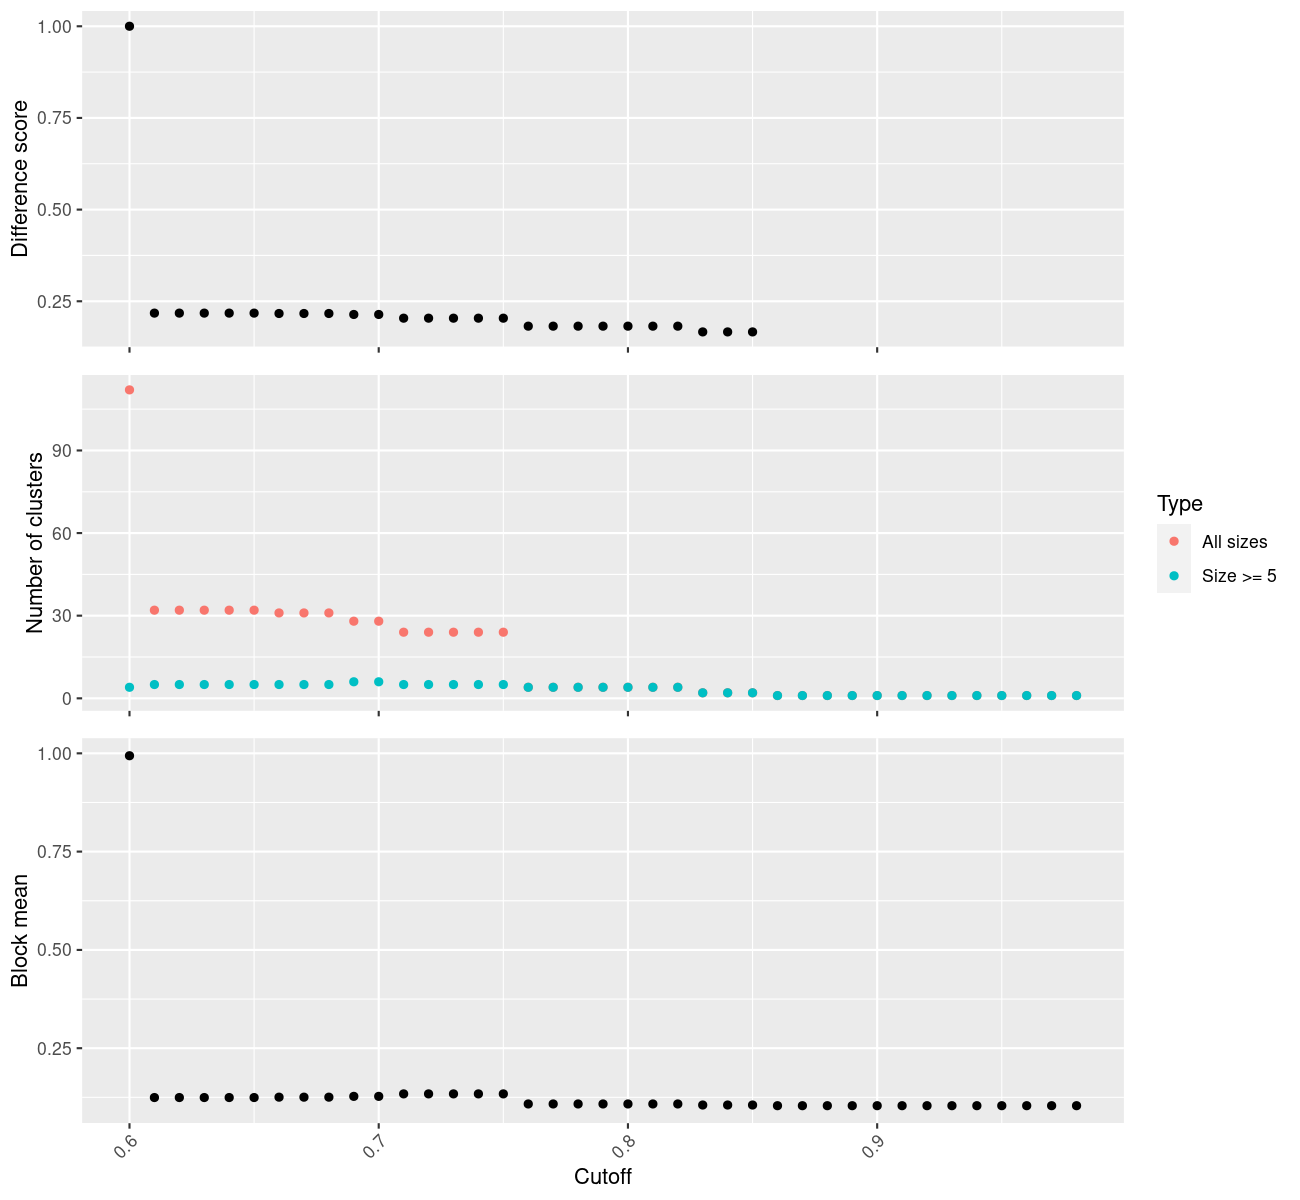 Difference score
1.00
0.75
0.50
0.25
Number of clusters
90
60
30
0
Type
All sizes
Size >= 5
Block mean
1.00
0.75
0.50
0.25
0.6
0.7
0.8
0.9
Cutoff